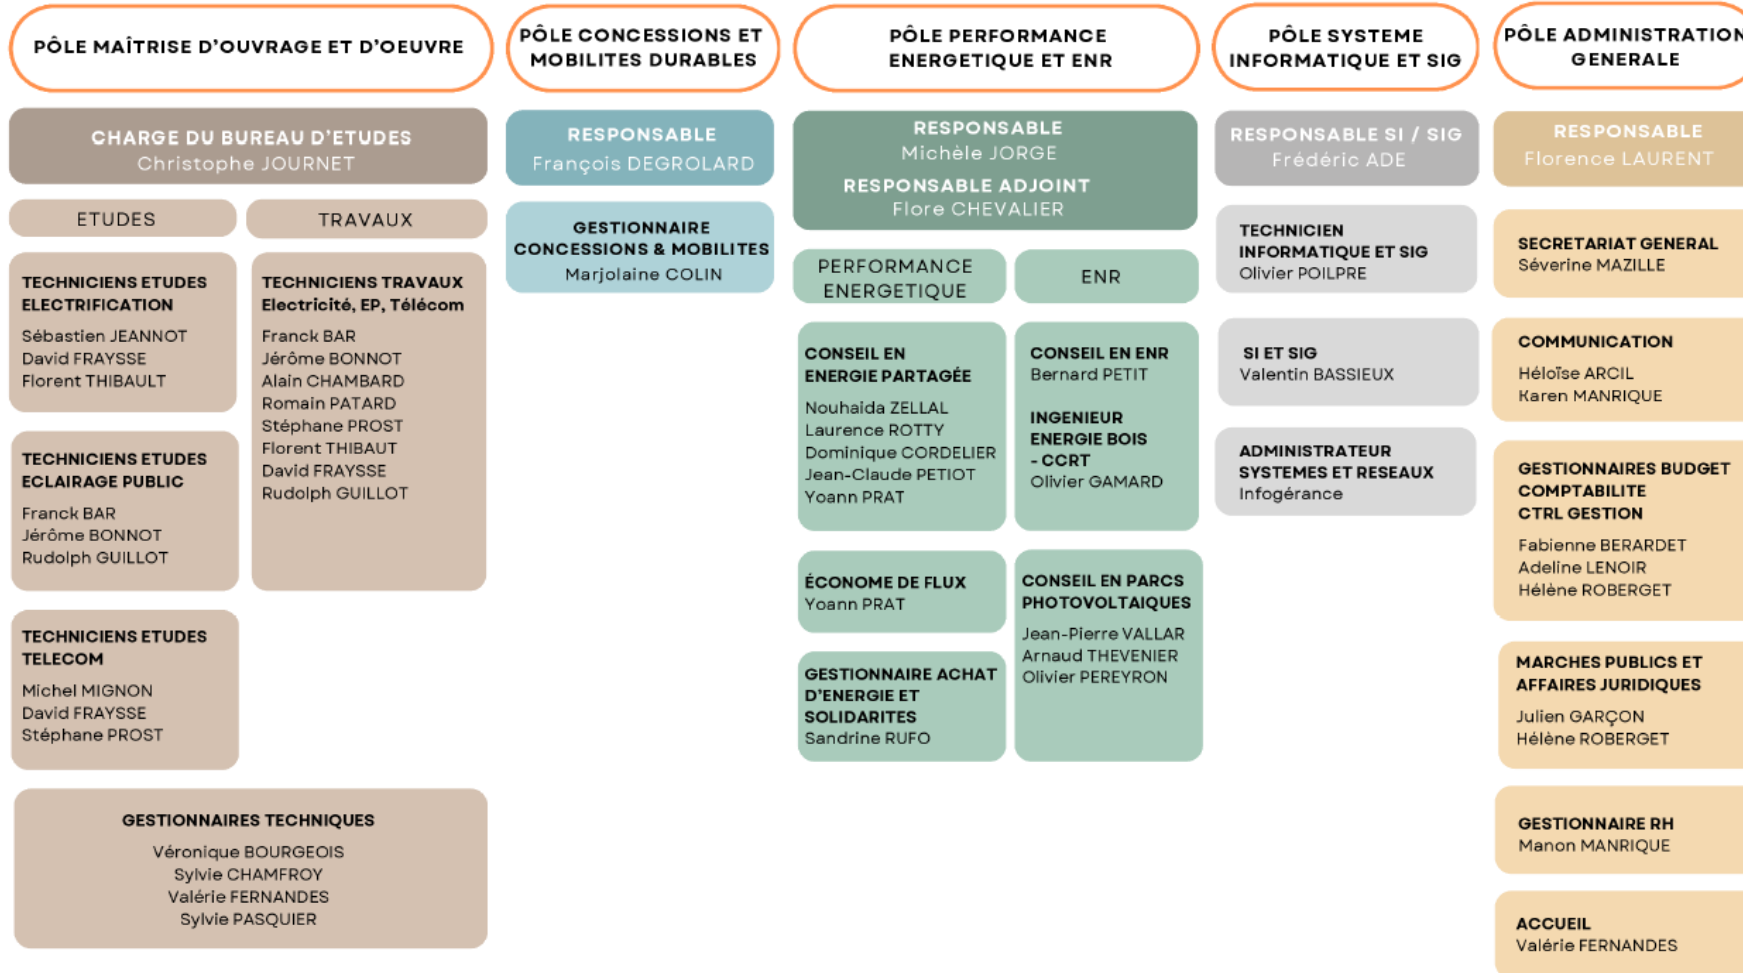 PÔLE MAÎTRISE D'OUVRAGE ET D'OEUVRE
CHARGE DU BUREAU D'ETUDES
Christophe JOURNET
ETUDES
TECHNICIENS ETUDES
ELECTRIFICATION
Sébastien JEANNOT
David FRAYSSE
Florent THIBAULT
TECHNICIENS ETUDES
ECLAIRAGE PUBLIC
Franck BAR
Jérôme BONNOT
Rudolph GUILLOT
TECHNICIENS ETUDES
TELECOM
Michel MIGNON
David FRAYSSE
Stéphane PROST
TRAVAUX
TECHNICIENS TRAVAUX
Electricité, EP, Télécom
Franck BAR
Jérôme BONNOT
Alain CHAMBARD
Romain PATARD
Stéphane PROST
Florent THIBAUT
David FRAYSSE
Rudolph GUILLOT
GESTIONNAIRES TECHNIQUES
Véronique BOURGEOIS
Sylvie CHAMFROY
Valérie FERNANDES
Sylvie PASQUIER
PÔLE CONCESSIONS ET
MOBILITES DURABLES
RESPONSABLE
François DEGROLARD
GESTIONNAIRE
CONCESSIONS & MOBILITES
Marjolaine COLIN
PÔLE PERFORMANCE
ENERGETIQUE ET ENR
RESPONSABLE
Michèle JORGE
RESPONSABLE ADJOINT
Flore CHEVALIER
PERFORMANCE
ENERGETIQUE
CONSEIL EN
ENERGIE PARTAGÉE
Nouhaida ZELLAL
Laurence ROTTY
Dominique CORDELIER
Jean-Claude PETIOT
Yoann PRAT
ÉCONOME DE FLUX
Yoann PRAT
GESTIONNAIRE ACHAT
D'ENERGIE ET
SOLIDARITES
Sandrine RUFO
ENR
CONSEIL EN ENR
Bernard PETIT
INGENIEUR
ENERGIE BOIS
- CCRT
Olivier GAMARD
CONSEIL EN PARCS
PHOTOVOLTAIQUES
Jean-Pierre VALLAR
Arnaud THEVENIER
Olivier PEREYRON
PÔLE SYSTEME
INFORMATIQUE ET SIG
RESPONSABLE SI / SIG
Frédéric ADE
TECHNICIEN
INFORMATIQUE ET SIG
Olivier POILPRE
SI ET SIG
Valentin BASSIEUX
ADMINISTRATEUR
SYSTEMES ET RESEAUX
Infogérance
PÔLE ADMINISTRATION
GENERALE
RESPONSABLE
Florence LAURENT
SECRETARIAT GENERAL
Séverine MAZILLE
COMMUNICATION
Héloïse ARCIL
Karen MANRIQUE
GESTIONNAIRES BUDGET
COMPTABILITE
CTRL GESTION
Fabienne BERARDET
Adeline LENOIR
Hélène ROBERGET
MARCHES PUBLICS ET
AFFAIRES JURIDIQUES
Julien GARÇON
Hélène ROBERGET
GESTIONNAIRE RH
Manon MANRIQUE
ACCUEIL
Valérie FERNANDES